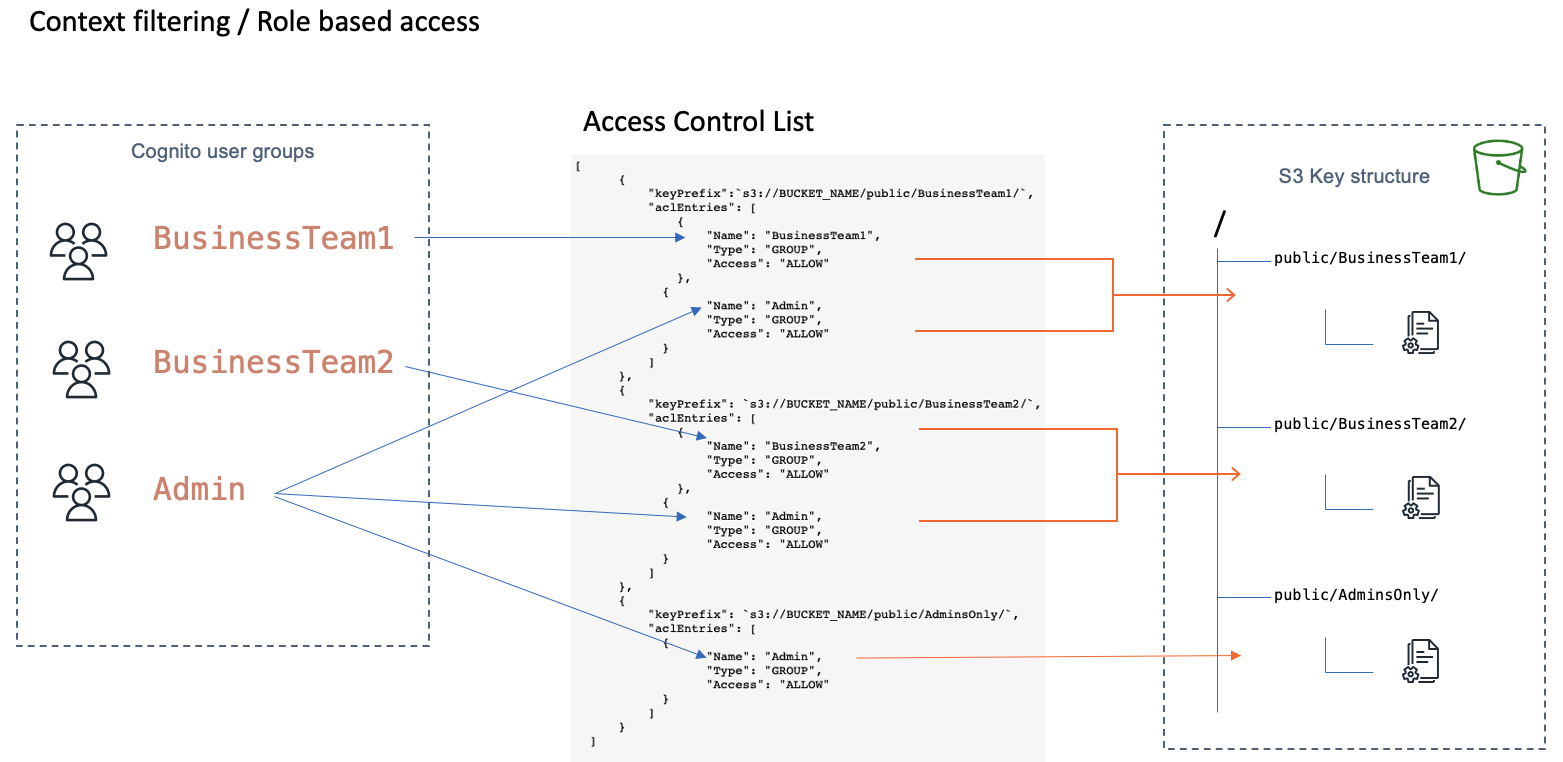 Context filtering / Role based access
Cognito user groups
BusinessTeam1
BusinessTeam2
Admin
Access Control List
[
{
"keyPrefix":`s3://BUCKET_NAME/public/BusinessTeam1/`,
"aclEntries": [
{
"Name": "BusinessTeam1",
"Type": "GROUP",
"Access": "ALLOW"
},
{
"Name": "Admin",
"Type": "GROUP",
"Access": "ALLOW"
}
]
},
{
"keyPrefix": `s3://BUCKET_NAME/public/BusinessTeam2/`,
"aclEntries": [
{
"Name": "BusinessTeam2",
"Type": "GROUP",
"Access": "ALLOW"
},
{
"Name": "Admin",
"Type": "GROUP",
"Access": "ALLOW"
}
]
},
{
"keyPrefix": `s3://BUCKET_NAME/public/AdminsOnly/`,
"aclEntries": [
{
"Name": "Admin",
"Type": "GROUP",
"Access": "ALLOW"
}
]
}
]
S3 Key structure
/
public/BusinessTeam1/
public/BusinessTeam2/
public/AdminsOnly/